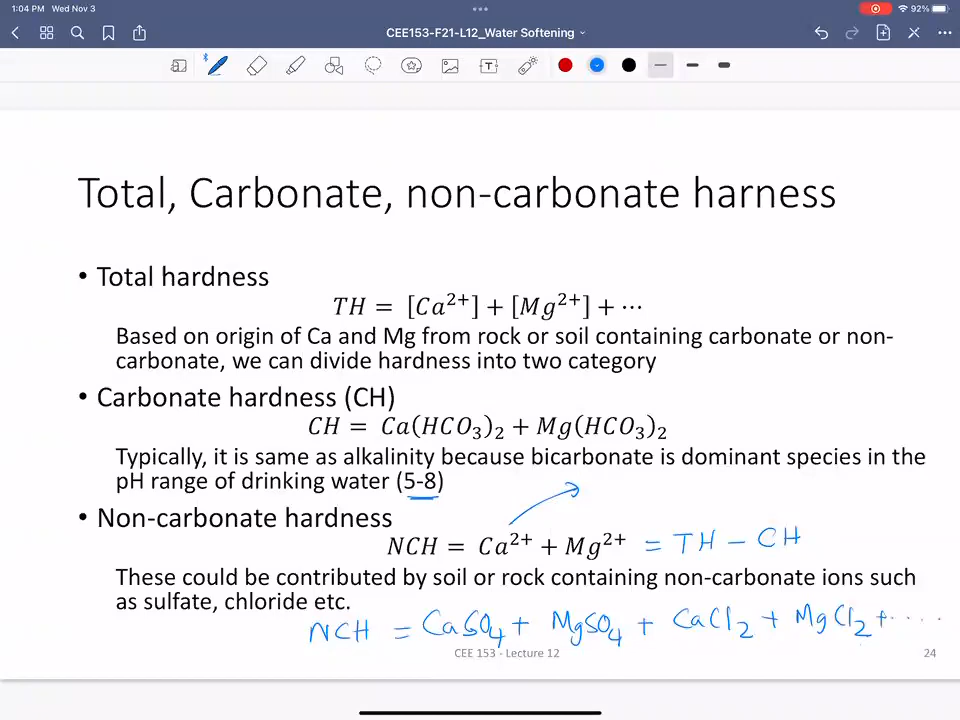 1:04 PM Wed Nov 3
92%
CEE153-F21-L12_Water Softening
Total, Carbonate, non-carbonate harness
• Total hardness
TH = [Ca²⁺] + [Mg²⁺] + ⋯
Based on origin of Ca and Mg from rock or soil containing carbonate or non-
carbonate, we can divide hardness into two category
• Carbonate hardness (CH)
CH = Ca(HCO₃)₂ + Mg(HCO₃)₂
Typically, it is same as alkalinity because bicarbonate is dominant species in the
pH range of drinking water (5-8)
• Non-carbonate hardness
NCH = Ca²⁺ + Mg²⁺ = TH - CH
These could be contributed by soil or rock containing non-carbonate ions such
as sulfate, chloride etc.
NCH = CaSO₄ + MgSO₄ + CaCl₂ + MgCl₂ + ....
CEE 153 - Lecture 12
24